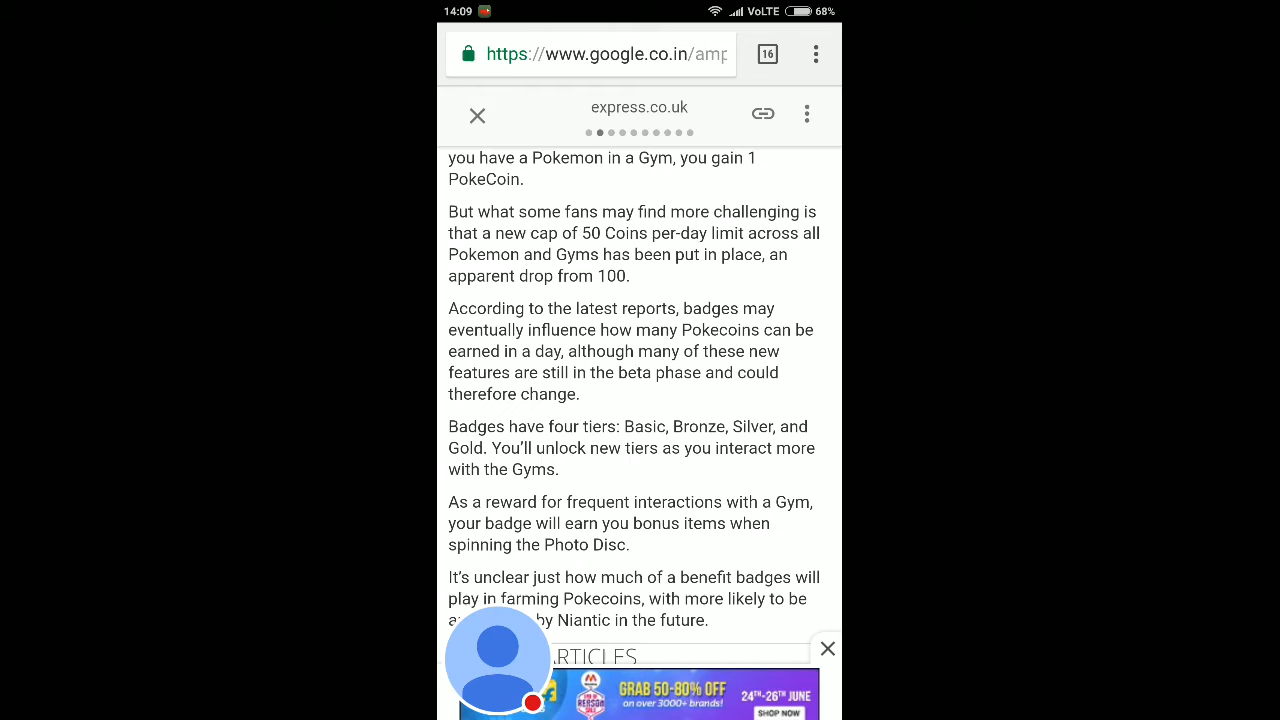 14:09 VoLTE 68%
https://www.google.co.in/amp
16
express.co.uk
you have a Pokemon in a Gym, you gain 1
PokeCoin.
But what some fans may find more challenging is
that a new cap of 50 Coins per-day limit across all
Pokemon and Gyms has been put in place, an
apparent drop from 100.
According to the latest reports, badges may
eventually influence how many Pokecoins can be
earned in a day, although many of these new
features are still in the beta phase and could
therefore change.
Badges have four tiers: Basic, Bronze, Silver, and
Gold. You’ll unlock new tiers as you interact more
with the Gyms.
As a reward for frequent interactions with a Gym,
your badge will earn you bonus items when
spinning the Photo Disc.
It’s unclear just how much of a benefit badges will
play in farming Pokecoins, with more likely to be
by Niantic in the future.
ARTICLES
GRAB 50-80% OFF
on over 3000+ brands!
24TH-26TH JUNE
SHOP NOW